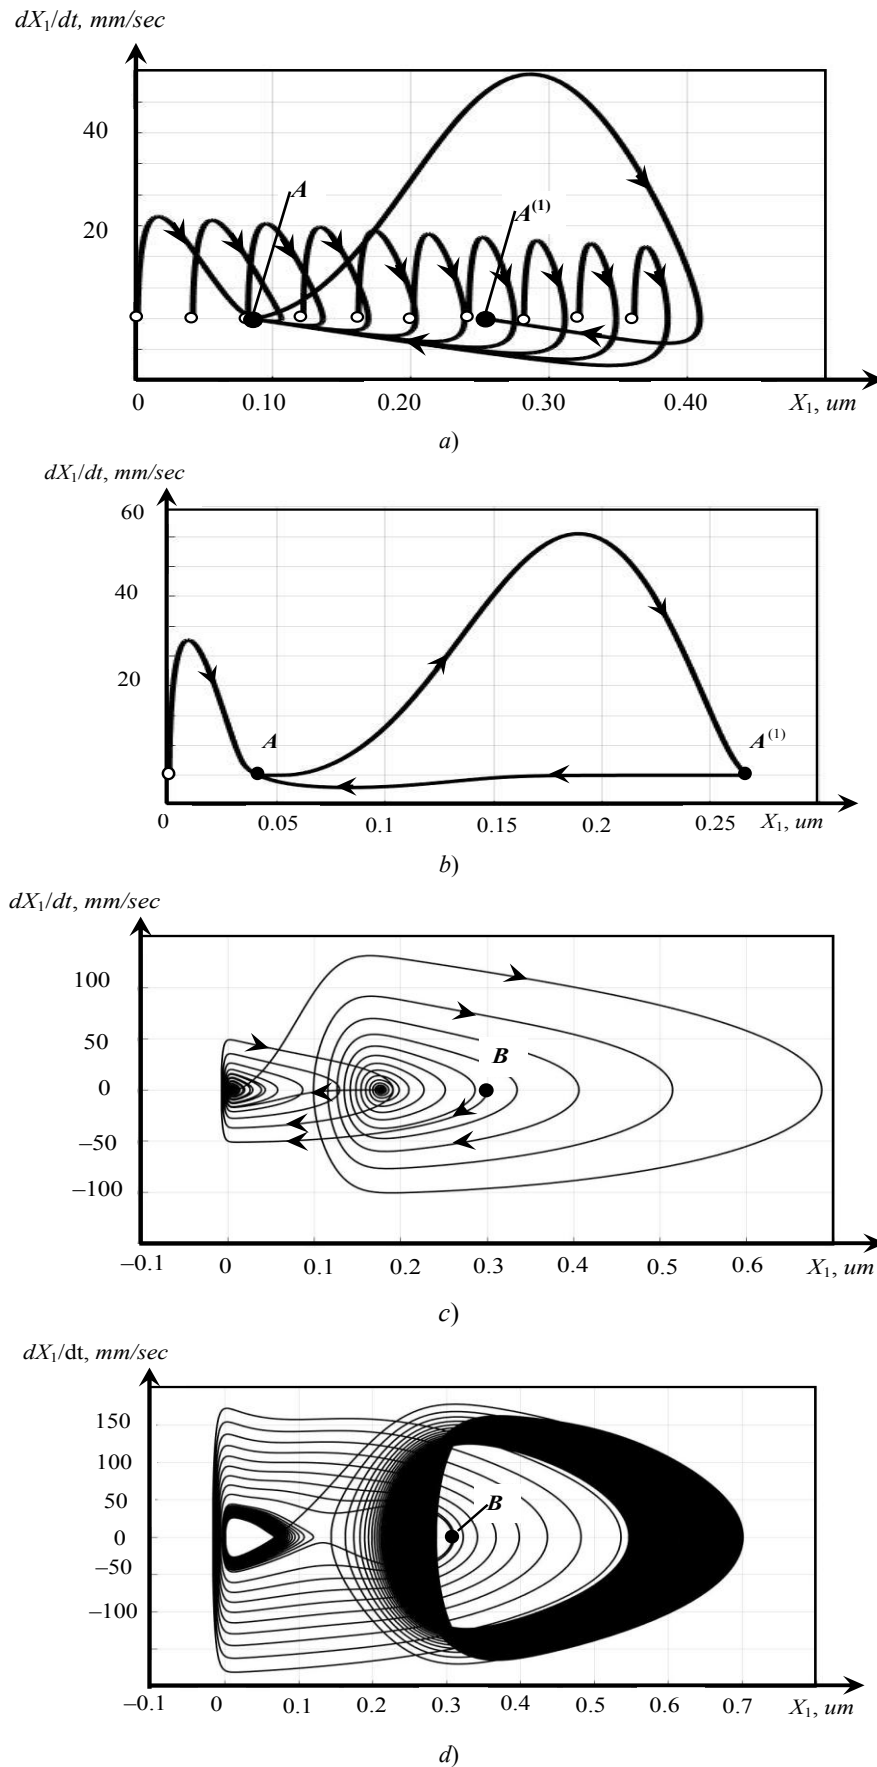 dX₁/dt, mm/sec
40
A
A⁽¹⁾
20
0 0.10 0.20 0.30 0.40 X₁, um
a)
dX₁/dt, mm/sec
60
40
20
A A⁽¹⁾
0 0.05 0.1 0.15 0.2 0.25 X₁, um
b)
dX₁/dt, mm/sec
100
50
B
0
–50
–100
–0.1 0 0.1 0.2 0.3 0.4 0.5 0.6 X₁, um
c)
dX₁/dt, mm/sec
150
100
50
B
0
–50
–100
–0.1 0 0.1 0.2 0.3 0.4 0.5 0.6 0.7 X₁, um
d)